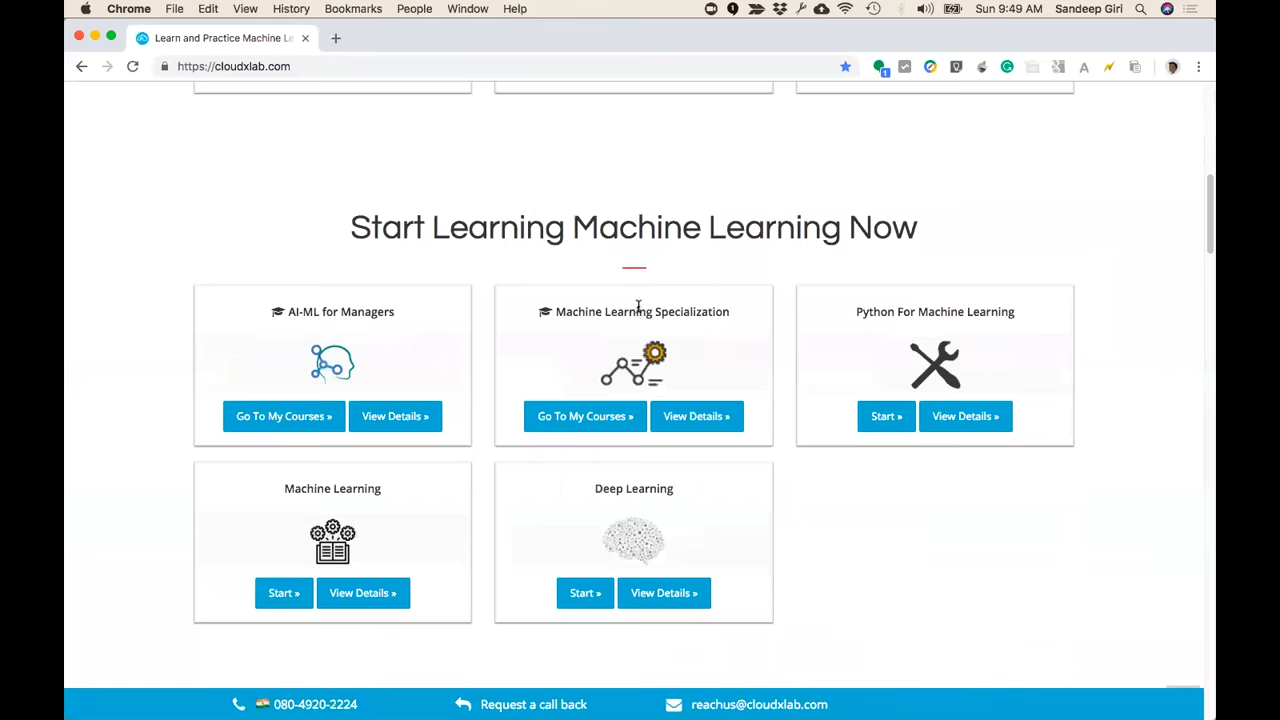 Chrome File Edit View History Bookmarks People Window Help Sun 9:49 AM Sandeep Giri
Learn and Practice Machine Le
https://cloudxlab.com
1
Start Learning Machine Learning Now
AI-ML for Managers
Go To My Courses » View Details »
Machine Learning Specialization
Go To My Courses » View Details »
Python For Machine Learning
Start » View Details »
Machine Learning
Start » View Details »
Deep Learning
Start » View Details »
080-4920-2224 Request a call back reachus@cloudxlab.com